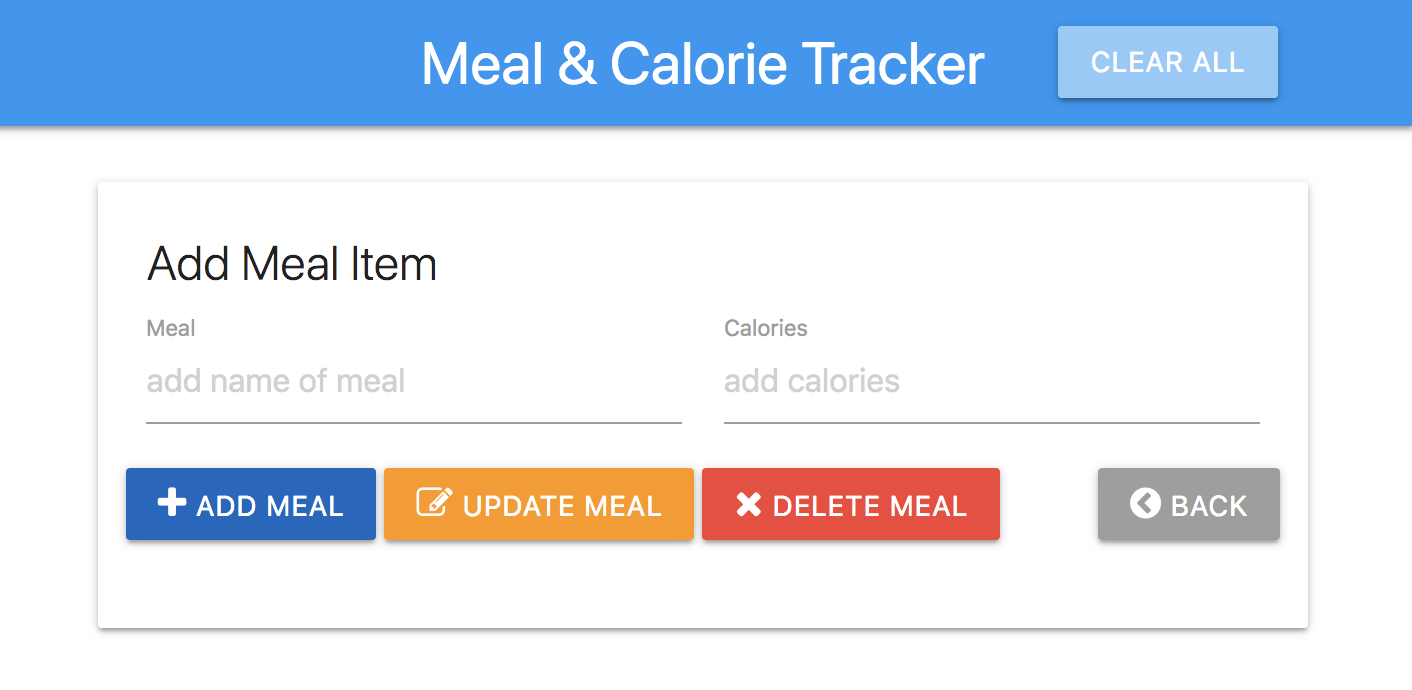 Meal & Calorie Tracker
CLEAR ALL
Add Meal Item
Meal
Calories
add name of meal
add calories
ADD MEAL
UPDATE MEAL
DELETE MEAL
BACK